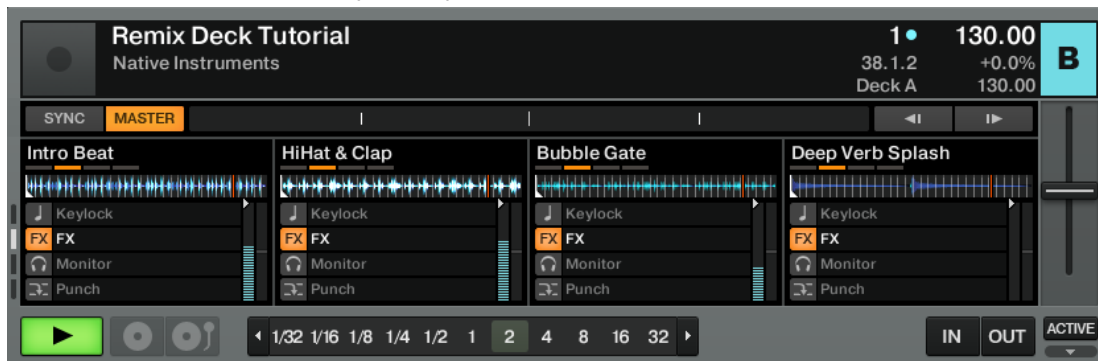 Remix Deck Tutorial 1 130.00 B
Native Instruments 38.1.2 +0.0%
Deck A 130.00
SYNC MASTER
Intro Beat HiHat & Clap Bubble Gate Deep Verb Splash
Keylock Keylock Keylock Keylock
FX FX FX FX FX FX FX FX
Monitor Monitor Monitor Monitor
Punch Punch Punch Punch
1/32 1/16 1/8 1/4 1/2 1 2 4 8 16 32 IN OUT ACTIVE